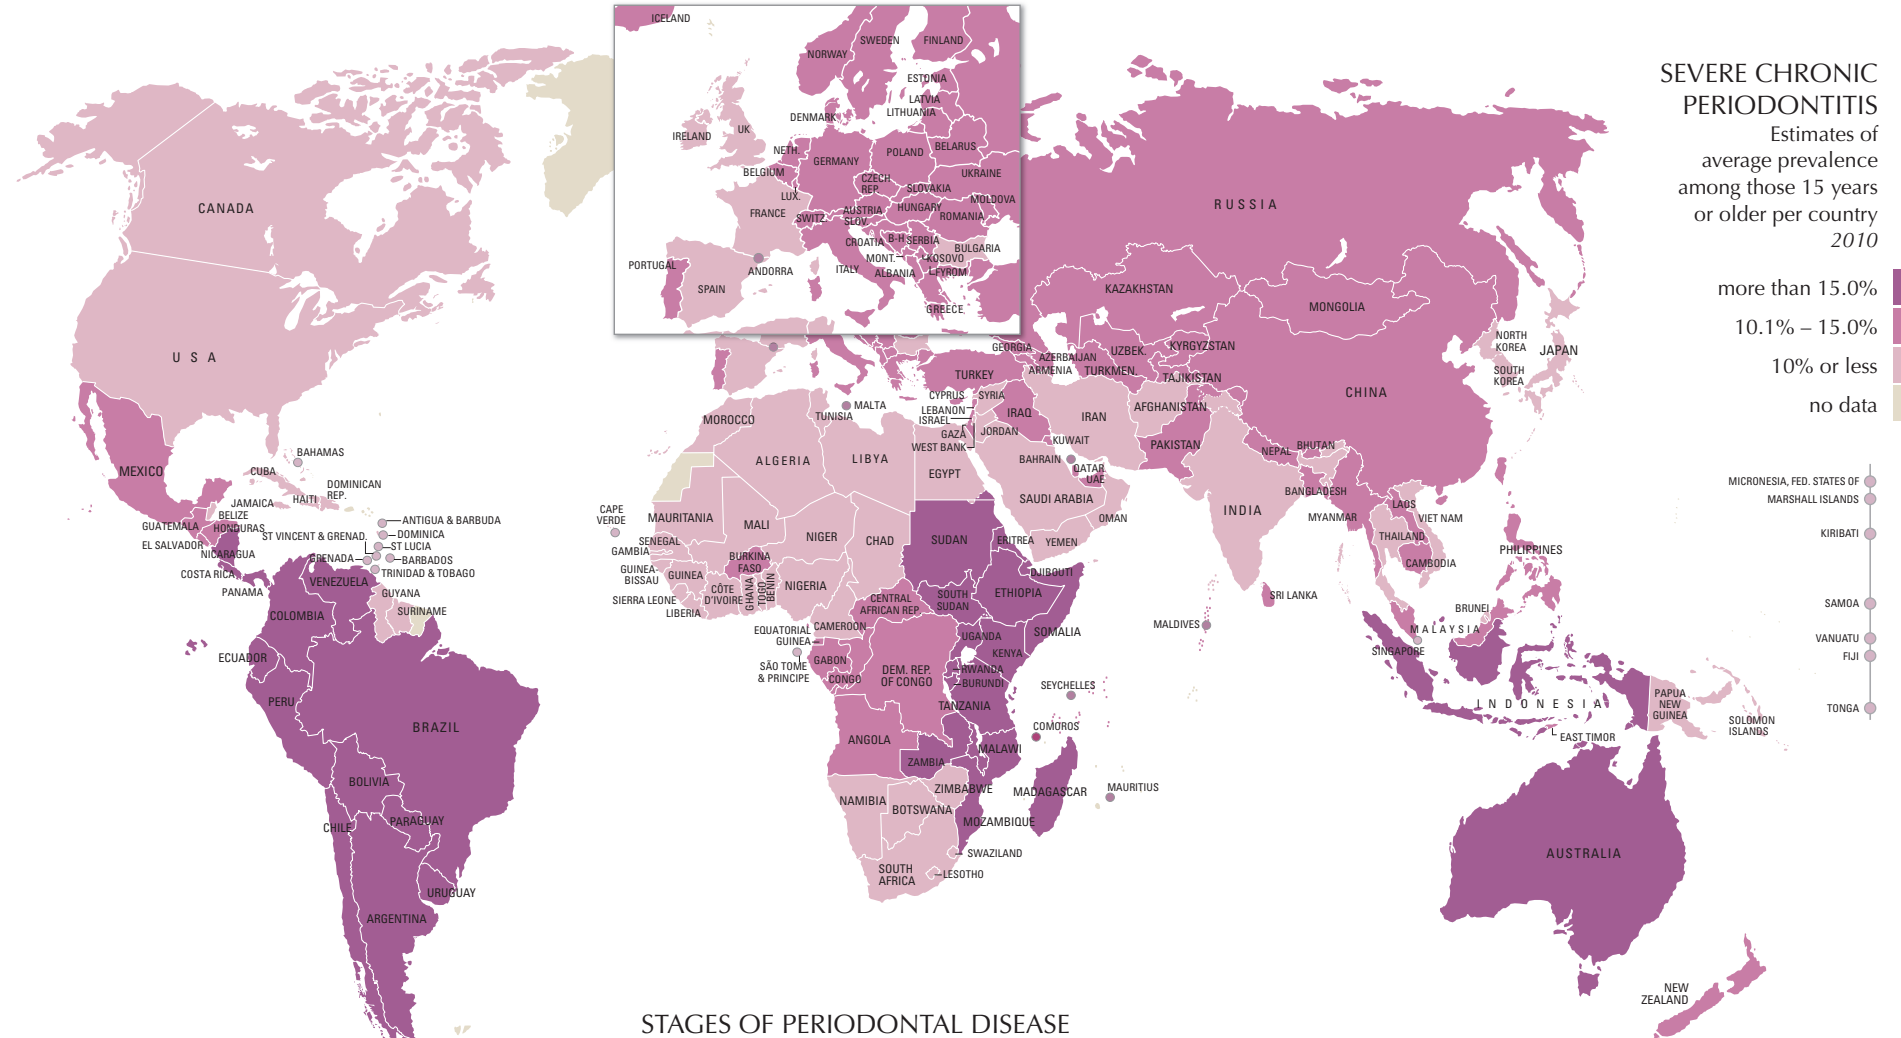 SEVERE CHRONIC
PERIODONTITIS
Estimates of
average prevalence
among those 15 years
or older per country
2010
more than 15.0%
10.1% – 15.0%
10% or less
no data
ICELAND
SWEDEN
FINLAND
NORWAY
ESTONIA
LATVIA
LITHUANIA
DENMARK
IRELAND
UK
NETH.
BELGIUM
GERMANY
POLAND
BELARUS
CZECH
REP.
UKRAINE
LUX.
SLOVAKIA
MOLDOVA
FRANCE
SWITZ.
AUSTRIA
SLOV.
HUNGARY
ROMANIA
CROATIA
B-H
SERBIA
BULGARIA
MONT.
KOSOVO
PORTUGAL
ANDORRA
ITALY
ALBANIA
FYROM
SPAIN
GREECE
CANADA
USA
MEXICO
BAHAMAS
CUBA
HAITI
DOMINICAN
REP.
JAMAICA
BELIZE
GUATEMALA
HONDURAS
EL SALVADOR
NICARAGUA
COSTA RICA
PANAMA
ST VINCENT & GRENAD.
GRENADA
ANTIGUA & BARBUDA
DOMINICA
ST LUCIA
BARBADOS
TRINIDAD & TOBAGO
VENEZUELA
GUYANA
SURINAME
COLOMBIA
ECUADOR
PERU
BRAZIL
BOLIVIA
PARAGUAY
CHILE
URUGUAY
ARGENTINA
RUSSIA
KAZAKHSTAN
MONGOLIA
GEORGIA
AZERBAIJAN
ARMENIA
UZBEK.
KYRGYZSTAN
TURKMEN.
TAJIKISTAN
TURKEY
NORTH
KOREA
SOUTH
KOREA
JAPAN
CHINA
CYPRUS
SYRIA
LEBANON
ISRAEL
GAZA
WEST BANK
IRAQ
JORDAN
IRAN
AFGHANISTAN
KUWAIT
PAKISTAN
BAHRAIN
QATAR
UAE
NEPAL
BHUTAN
SAUDI ARABIA
OMAN
YEMEN
INDIA
BANGLADESH
MYANMAR
LAOS
VIET NAM
THAILAND
CAMBODIA
PHILIPPINES
SRI LANKA
MALDIVES
BRUNEI
MALAYSIA
SINGAPORE
INDONESIA
EAST TIMOR
PAPUA
NEW
GUINEA
SOLOMON
ISLANDS
MALTA
MOROCCO
TUNISIA
ALGERIA
LIBYA
EGYPT
CAPE
VERDE
MAURITANIA
MALI
NIGER
CHAD
SUDAN
ERITREA
DJIBOUTI
SENEGAL
GAMBIA
GUINEA-
BISSAU
GUINEA
SIERRA LEONE
LIBERIA
CÔTE
D'IVOIRE
BURKINA
FASO
GHANA
TOGO
BENIN
NIGERIA
CENTRAL
AFRICAN REP.
SOUTH
SUDAN
ETHIOPIA
SOMALIA
CAMEROON
EQUATORIAL
GUINEA
SÃO TOME
& PRINCIPE
GABON
CONGO
DEM. REP.
OF CONGO
UGANDA
KENYA
RWANDA
BURUNDI
TANZANIA
SEYCHELLES
COMOROS
ANGOLA
ZAMBIA
MALAWI
ZIMBABWE
MOZAMBIQUE
MADAGASCAR
MAURITIUS
NAMIBIA
BOTSWANA
SWAZILAND
LESOTHO
SOUTH
AFRICA
AUSTRALIA
NEW
ZEALAND
MICRONESIA, FED. STATES OF
MARSHALL ISLANDS
KIRIBATI
SAMOA
VANUATU
FIJI
TONGA
STAGES OF PERIODONTAL DISEASE